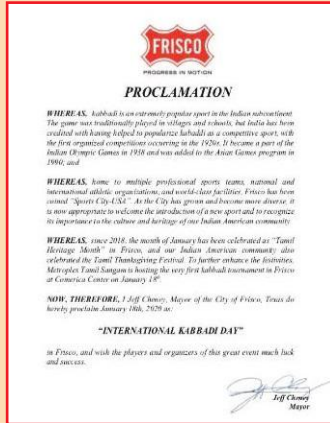 FRISCO
PROGRESS IN MOTION
PROCLAMATION
WHEREAS, kabbadi is an extremely popular sport in the Indian subcontinent.
The game was traditionally played in villages and schools, but India has been
credited with having helped to popularize kabaddi as a competitive sport, with
the first organized competitions occurring in the 1920s. It became a part of the
Indian Olympic Games in 1938 and was added to the Asian Games program in
1990; and
WHEREAS, home to multiple professional sports teams, national and
international athletic organizations, and world-class facilities, Frisco has been
coined "Sports City-USA". As the City has grown and become more diverse, it
is now appropriate to welcome the introduction of a new sport and to recognize
its importance to the culture and heritage of our Indian American community.
WHEREAS, since 2018, the month of January has been celebrated as "Tamil
Heritage Month" in Frisco, and our Indian American community also
celebrated the Tamil Thanksgiving Festival. To further enhance the festivities,
Metroplex Tamil Sangam is hosting the very first kabbadi tournament in Frisco
at Comerica Center on January 18th.
NOW, THEREFORE, I Jeff Cheney, Mayor of the City of Frisco, Texas do
hereby proclaim January 18th, 2020 as:
"INTERNATIONAL KABBADI DAY"
in Frisco, and wish the players and organizers of this great event much luck
and success.
Jeff Cheney
Mayor